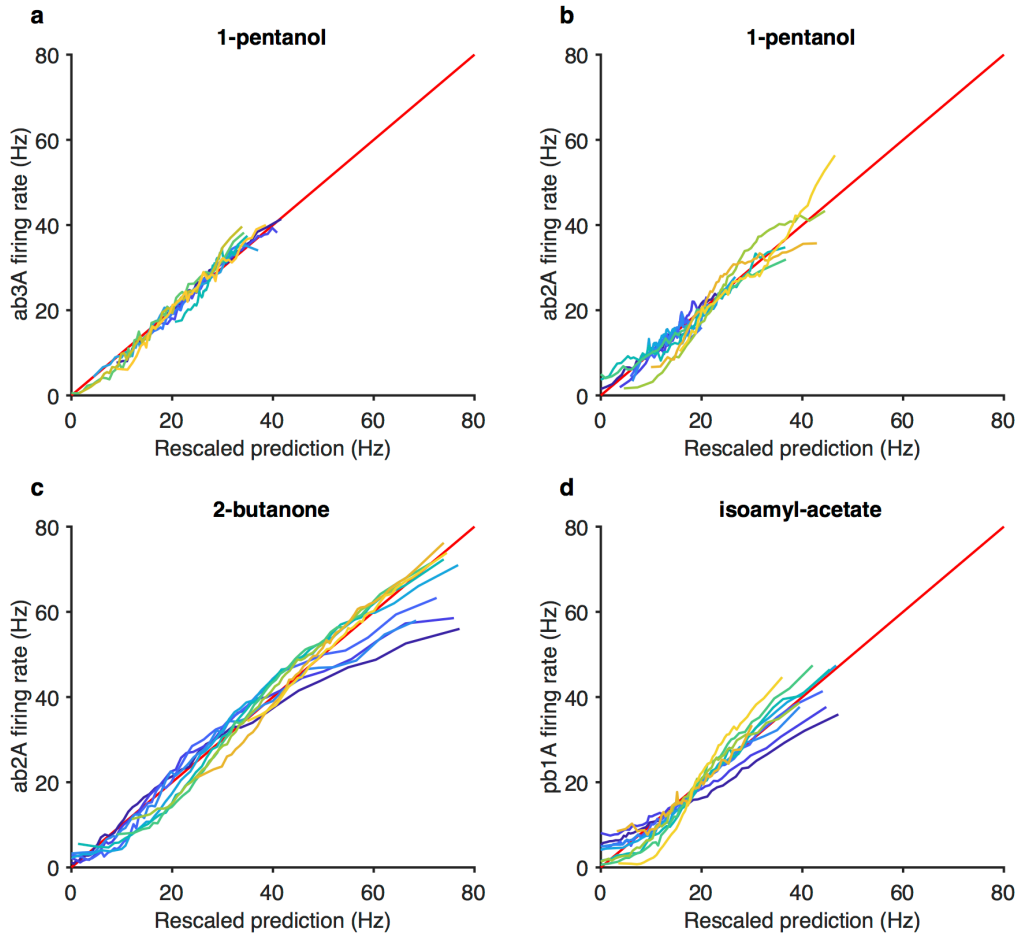 a
1-pentanol
80
60
40
20
0
ab3A firing rate (Hz)
0 20 40 60 80
Rescaled prediction (Hz)
b
1-pentanol
80
60
40
20
0
ab2A firing rate (Hz)
0 20 40 60 80
Rescaled prediction (Hz)
c
2-butanone
80
60
40
20
0
ab2A firing rate (Hz)
0 20 40 60 80
Rescaled prediction (Hz)
d
isoamyl-acetate
80
60
40
20
0
pb1A firing rate (Hz)
0 20 40 60 80
Rescaled prediction (Hz)